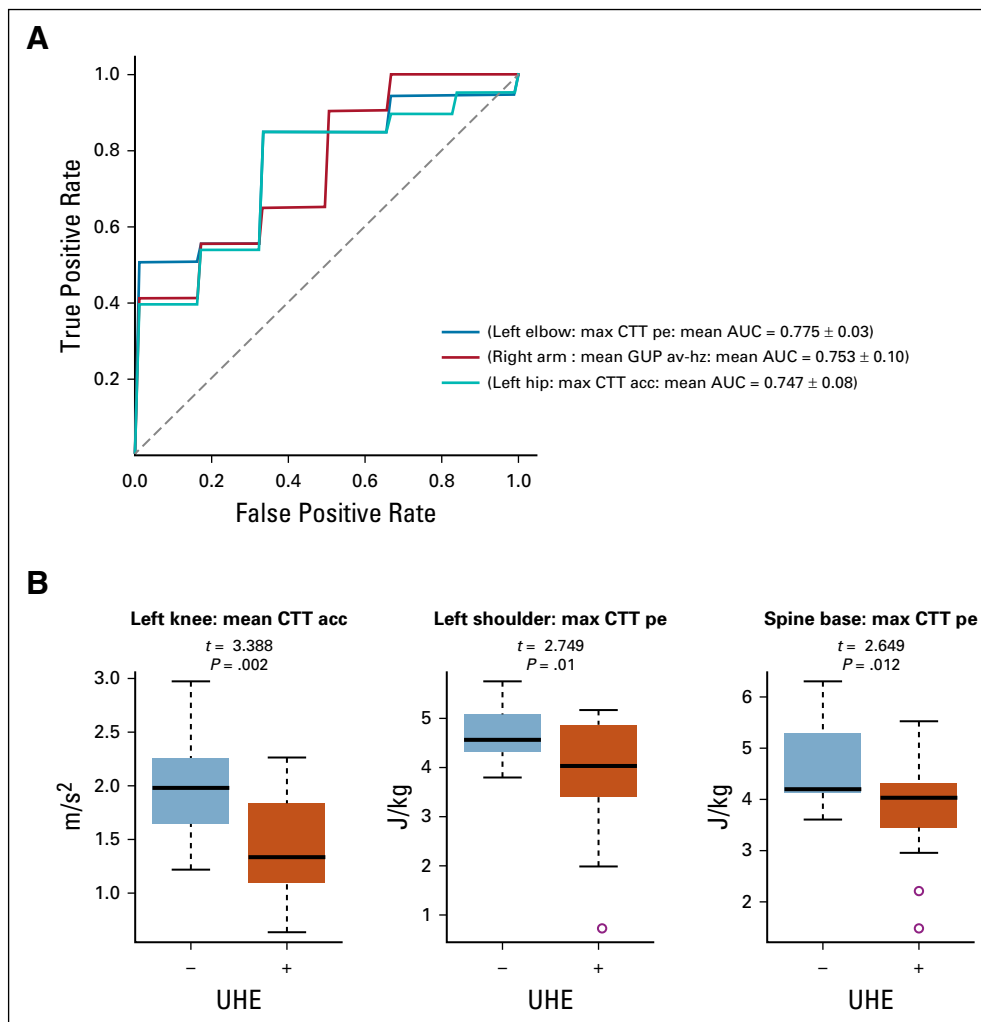 A
True Positive Rate
1.0
0.8
0.6
0.4
0.2
(Left elbow: max CTT pe: mean AUC = 0.775 ± 0.03)
(Right arm : mean GUP av-hz: mean AUC = 0.753 ± 0.10)
(Left hip: max CTT acc: mean AUC = 0.747 ± 0.08)
0.0 0.2 0.4 0.6 0.8 1.0
False Positive Rate
B
Left knee: mean CTT acc
t = 3.388
P = .002
m/s²
3.0
2.5
2.0
1.5
1.0
– +
UHE
Left shoulder: max CTT pe
t = 2.749
P = .01
J/kg
5
4
3
2
1
– +
UHE
Spine base: max CTT pe
t = 2.649
P = .012
J/kg
6
5
4
3
2
– +
UHE